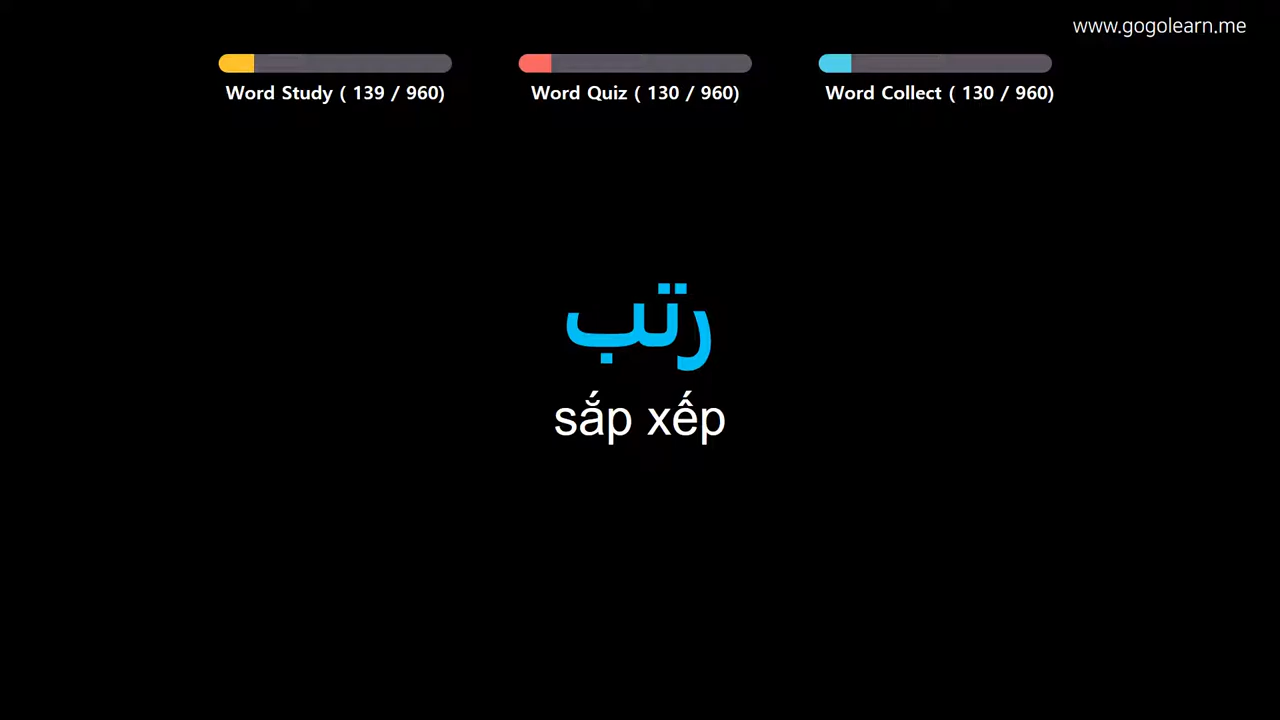 www.gogolearn.me
Word Study ( 139 / 960)
Word Quiz ( 130 / 960)
Word Collect ( 130 / 960)
رتب
sắp xếp